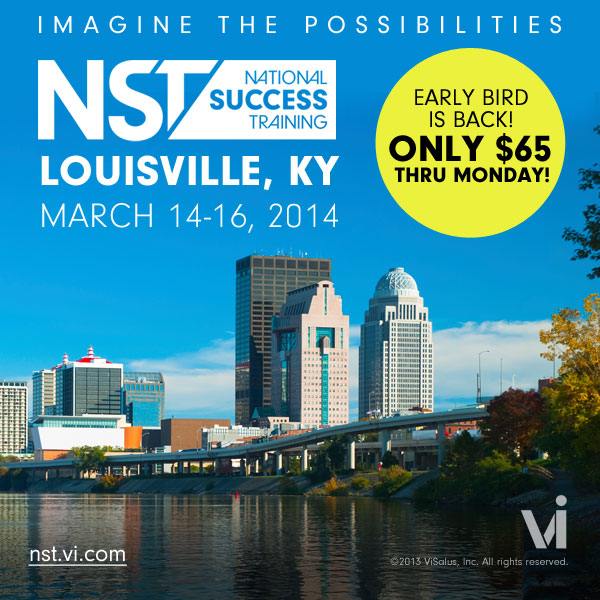 IMAGINE THE POSSIBILITIES
NST NATIONAL
SUCCESS
TRAINING
LOUISVILLE, KY
MARCH 14-16, 2014
EARLY BIRD
IS BACK!
ONLY $65
THRU MONDAY!
vi
nst.vi.com
©2013 ViSalus, Inc. All rights reserved.